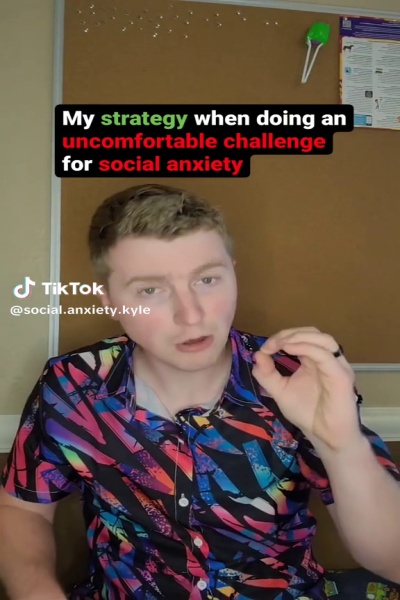 My strategy when doing an
uncomfortable challenge
for social anxiety
TikTok
@social.anxiety.kyle